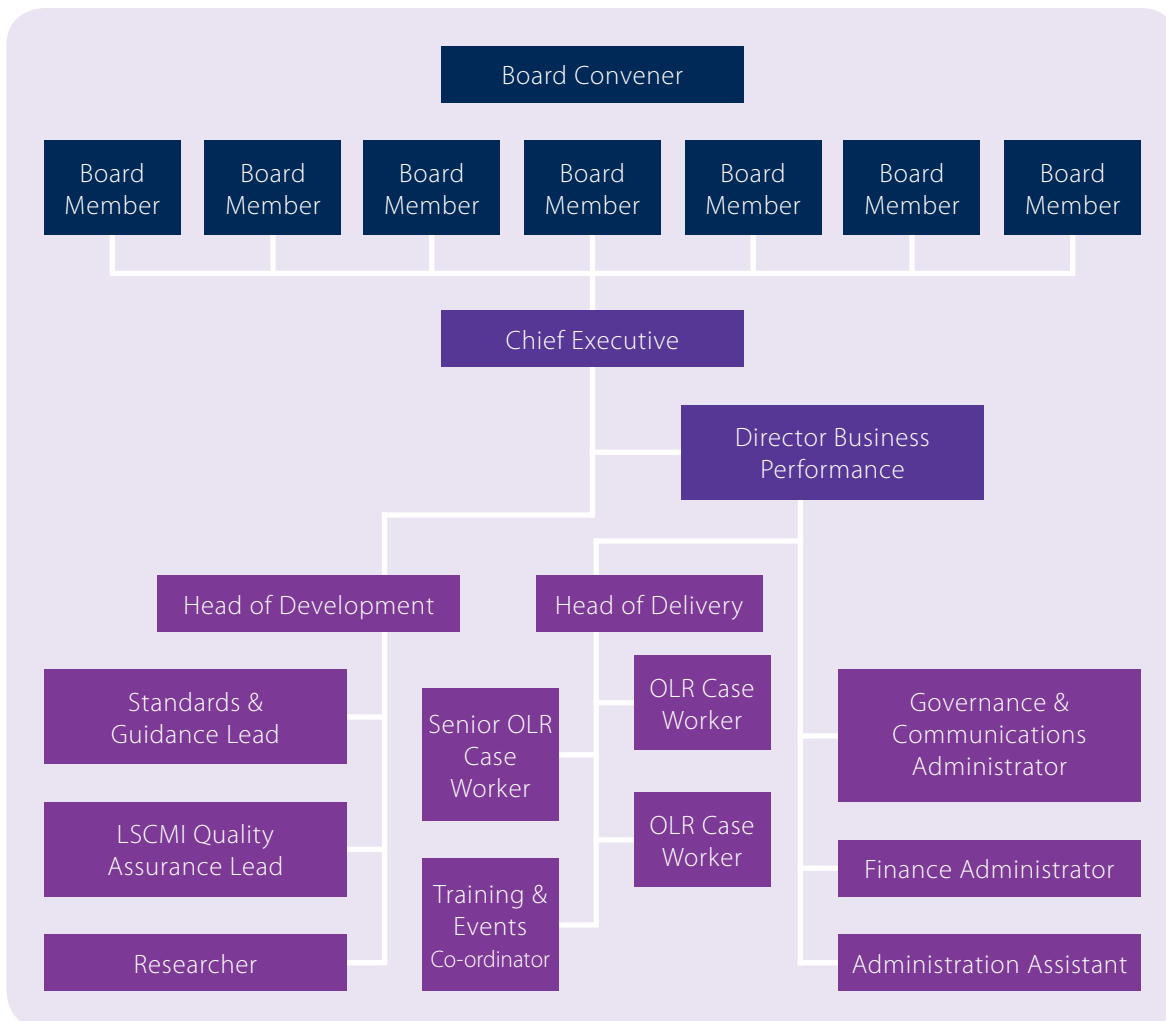 Board Convener
Board
Member
Board
Member
Board
Member
Board
Member
Board
Member
Board
Member
Board
Member
Chief Executive
Director Business
Performance
Head of Development
Head of Delivery
Standards &
Guidance Lead
LSCMI Quality
Assurance Lead
Researcher
Senior OLR
Case
Worker
Training &
Events
Co-ordinator
OLR Case
Worker
OLR Case
Worker
Governance &
Communications
Administrator
Finance Administrator
Administration Assistant